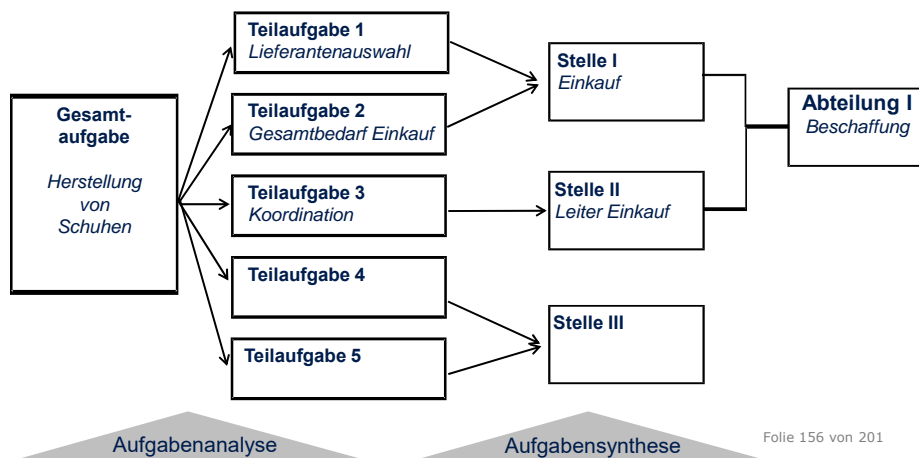 Gesamt-
aufgabe
Herstellung
von
Schuhen
Teilaufgabe 1
Lieferantenauswahl
Teilaufgabe 2
Gesamtbedarf Einkauf
Teilaufgabe 3
Koordination
Teilaufgabe 4
Teilaufgabe 5
Stelle I
Einkauf
Stelle II
Leiter Einkauf
Stelle III
Abteilung I
Beschaffung
Aufgabenanalyse
Aufgabensynthese
Folie 156 von 201